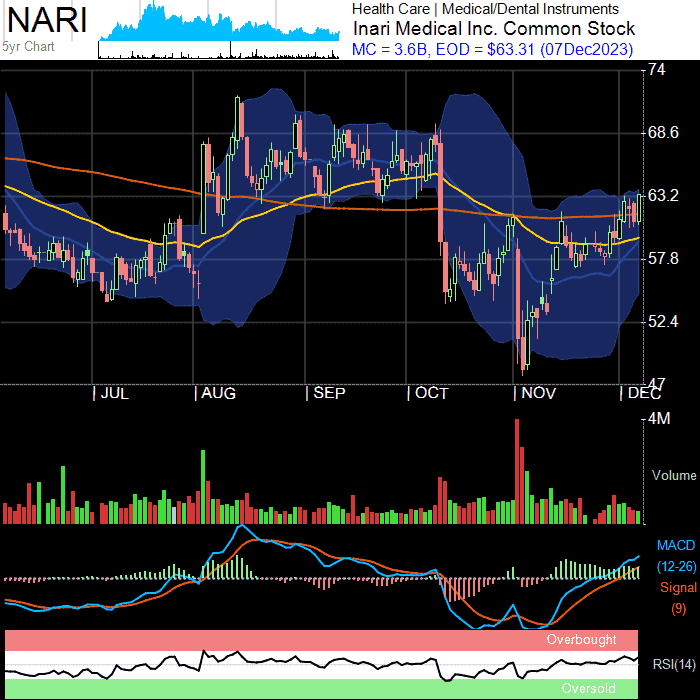 NARI
5yr Chart
Health Care | Medical/Dental Instruments
Inari Medical Inc. Common Stock
MC = 3.6B, EOD = $63.31 (07Dec2023)
74
68.6
63.2
57.8
52.4
47
| JUL | AUG | SEP | OCT | NOV | DEC
4M
Volume
MACD
(12-26)
Signal
(9)
Overbought
RSI(14)
Oversold